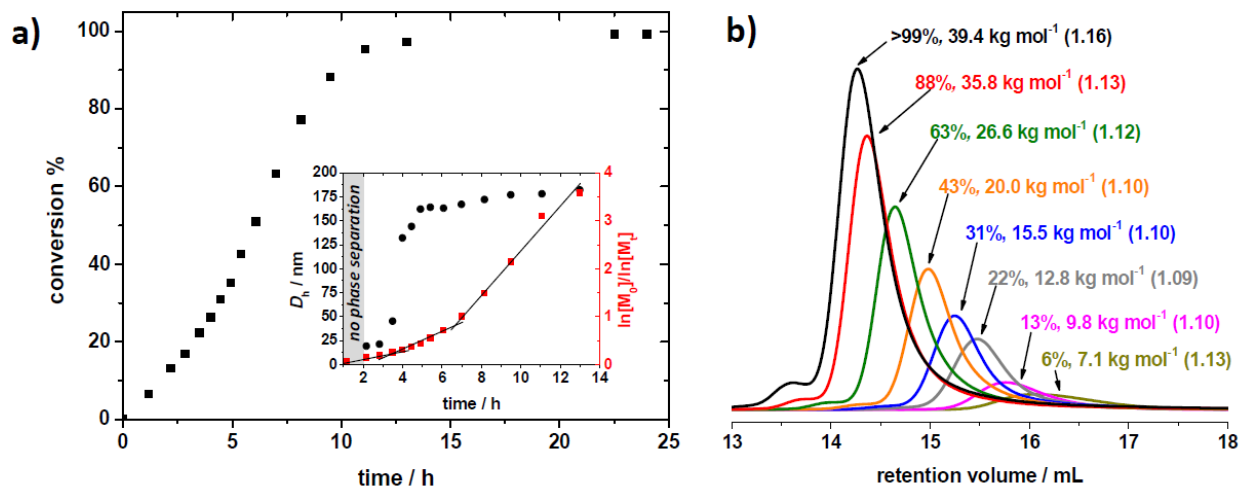 a)
100
80
60
40
20
0
conversion %
0 5 10 15 20 25
time / h
200
175
150
125
100
75
50
25
0
D_h / nm
no phase separation
4
3
2
1
0
ln[M_0]/ln[M_t]
2 4 6 8 10 12 14
time / h
b)
>99%, 39.4 kg mol⁻¹ (1.16)
88%, 35.8 kg mol⁻¹ (1.13)
63%, 26.6 kg mol⁻¹ (1.12)
43%, 20.0 kg mol⁻¹ (1.10)
31%, 15.5 kg mol⁻¹ (1.10)
22%, 12.8 kg mol⁻¹ (1.09)
13%, 9.8 kg mol⁻¹ (1.10)
6%, 7.1 kg mol⁻¹ (1.13)
13 14 15 16 17 18
retention volume / mL